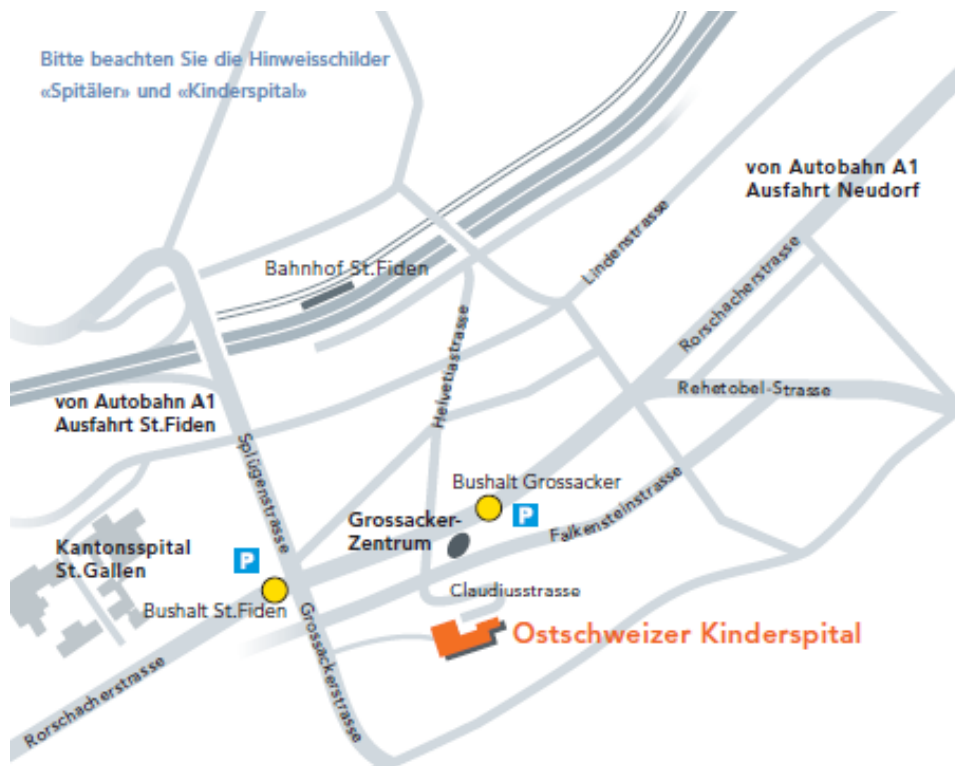 Bitte beachten Sie die Hinweisschilder
«Spitäler» und «Kinderspital»
von Autobahn A1
Ausfahrt Neudorf
Lindenstrasse
Bahnhof St.Fiden
Rorschacherstrasse
Helvetiastrasse
Rehetobel-Strasse
von Autobahn A1
Ausfahrt St.Fiden
Splügenstrasse
Bushalt Grossacker
P
Grossacker-
Zentrum
Falkensteinstrasse
Kantonsspital
St.Gallen
P
Bushalt St.Fiden
Claudiusstrasse
Grossackerstrasse
Ostschweizer Kinderspital
Rorschacherstrasse